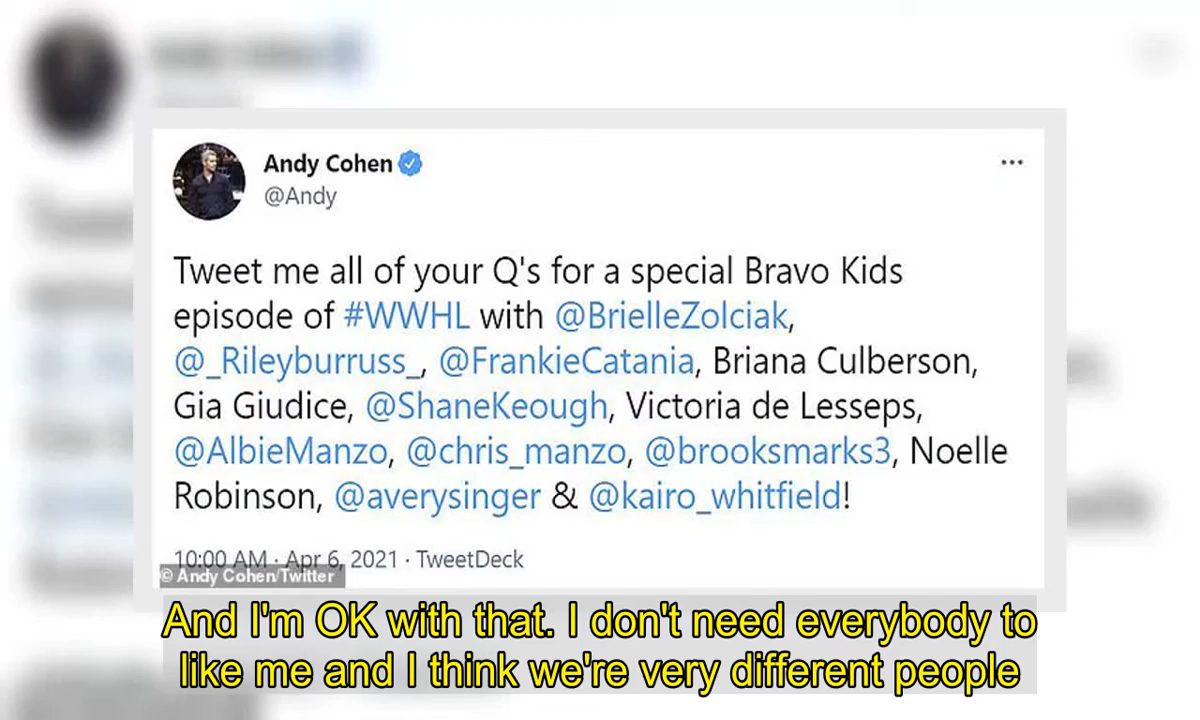 Andy Cohen
@Andy
Tweet me all of your Q's for a special Bravo Kids
episode of #WWHL with @BrielleZolciak,
@_Rileyburruss_, @FrankieCatania, Briana Culberson,
Gia Giudice, @ShaneKeough, Victoria de Lesseps,
@AlbieManzo, @chris_manzo, @brooksmarks3, Noelle
Robinson, @averysinger & @kairo_whitfield!
10:00 AM · Apr 6, 2021 · TweetDeck
© Andy Cohen/Twitter
And I'm OK with that. I don't need everybody to
like me and I think we're very different people